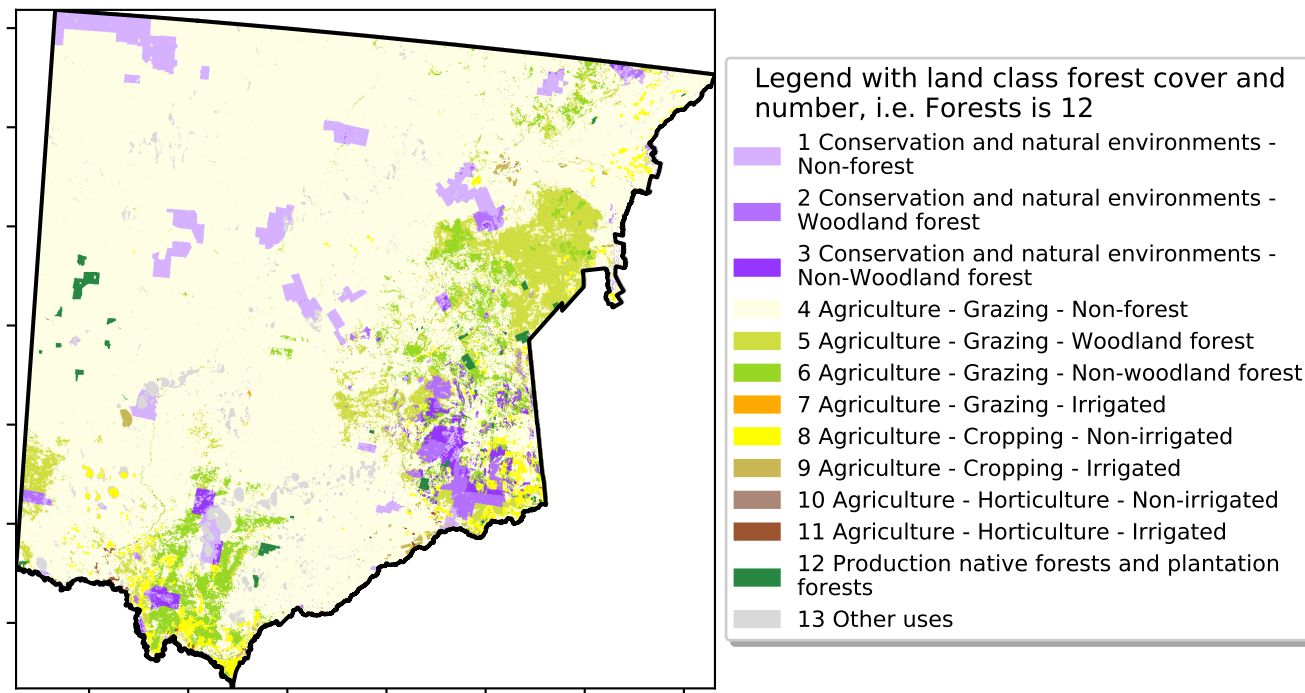 Legend with land class forest cover and
number, i.e. Forests is 12
1 Conservation and natural environments -
Non-forest
2 Conservation and natural environments -
Woodland forest
3 Conservation and natural environments -
Non-Woodland forest
4 Agriculture - Grazing - Non-forest
5 Agriculture - Grazing - Woodland forest
6 Agriculture - Grazing - Non-woodland forest
7 Agriculture - Grazing - Irrigated
8 Agriculture - Cropping - Non-irrigated
9 Agriculture - Cropping - Irrigated
10 Agriculture - Horticulture - Non-irrigated
11 Agriculture - Horticulture - Irrigated
12 Production native forests and plantation
forests
13 Other uses